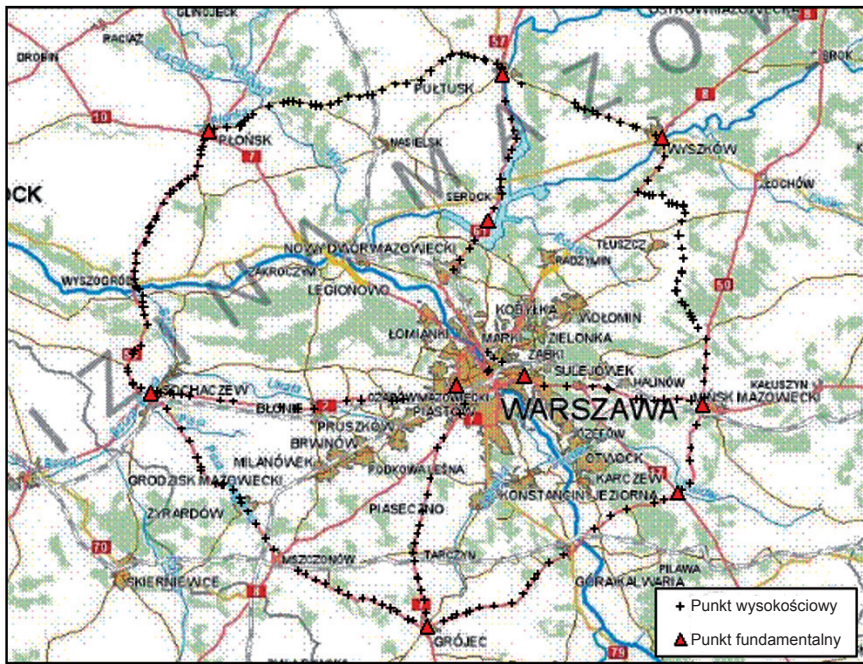 GLINOJECK
OSTRÓW MAZOWIECKA
RACIĄŻ
57
8
DROBIN
BROK
PUŁTUSK
8
10
PŁOŃSK
NASIELSK
WYSZKÓW
7
OCK
SEROCK
ŁOCHÓW
61
NOWY DWÓR MAZOWIECKI
TŁUSZCZ
WYSZOGRÓD
ZAKROCZYM
RADZYMIN
50
LEGIONOWO
KOBYŁKA
WOŁOMIN
ŁOMIANKI
MARKI
ZIELONKA
ZĄBKI
SULEJÓWEK
SOCHACZEW
HALINÓW
KAŁUSZYN
OŻARÓW MAZOWIECKI
MIŃSK MAZOWIECKI
BŁONIE
2
PIASTÓW
WARSZAWA
PRUSZKÓW
BRWINÓW
JÓZEFÓW
MILANÓWEK
PODKOWA LEŚNA
OTWOCK
GRODZISK MAZOWIECKI
KARCZEW
17
KONSTANCIN JEZIORNA
ŻYRARDÓW
PIASECZNO
70
MSZCZONÓW
TARCZYN
PILAWA
SKIERNIEWICE
GÓRA KALWARIA
8
Punkt wysokościowy
7
GRÓJEC
Punkt fundamentalny
79
MAZOW